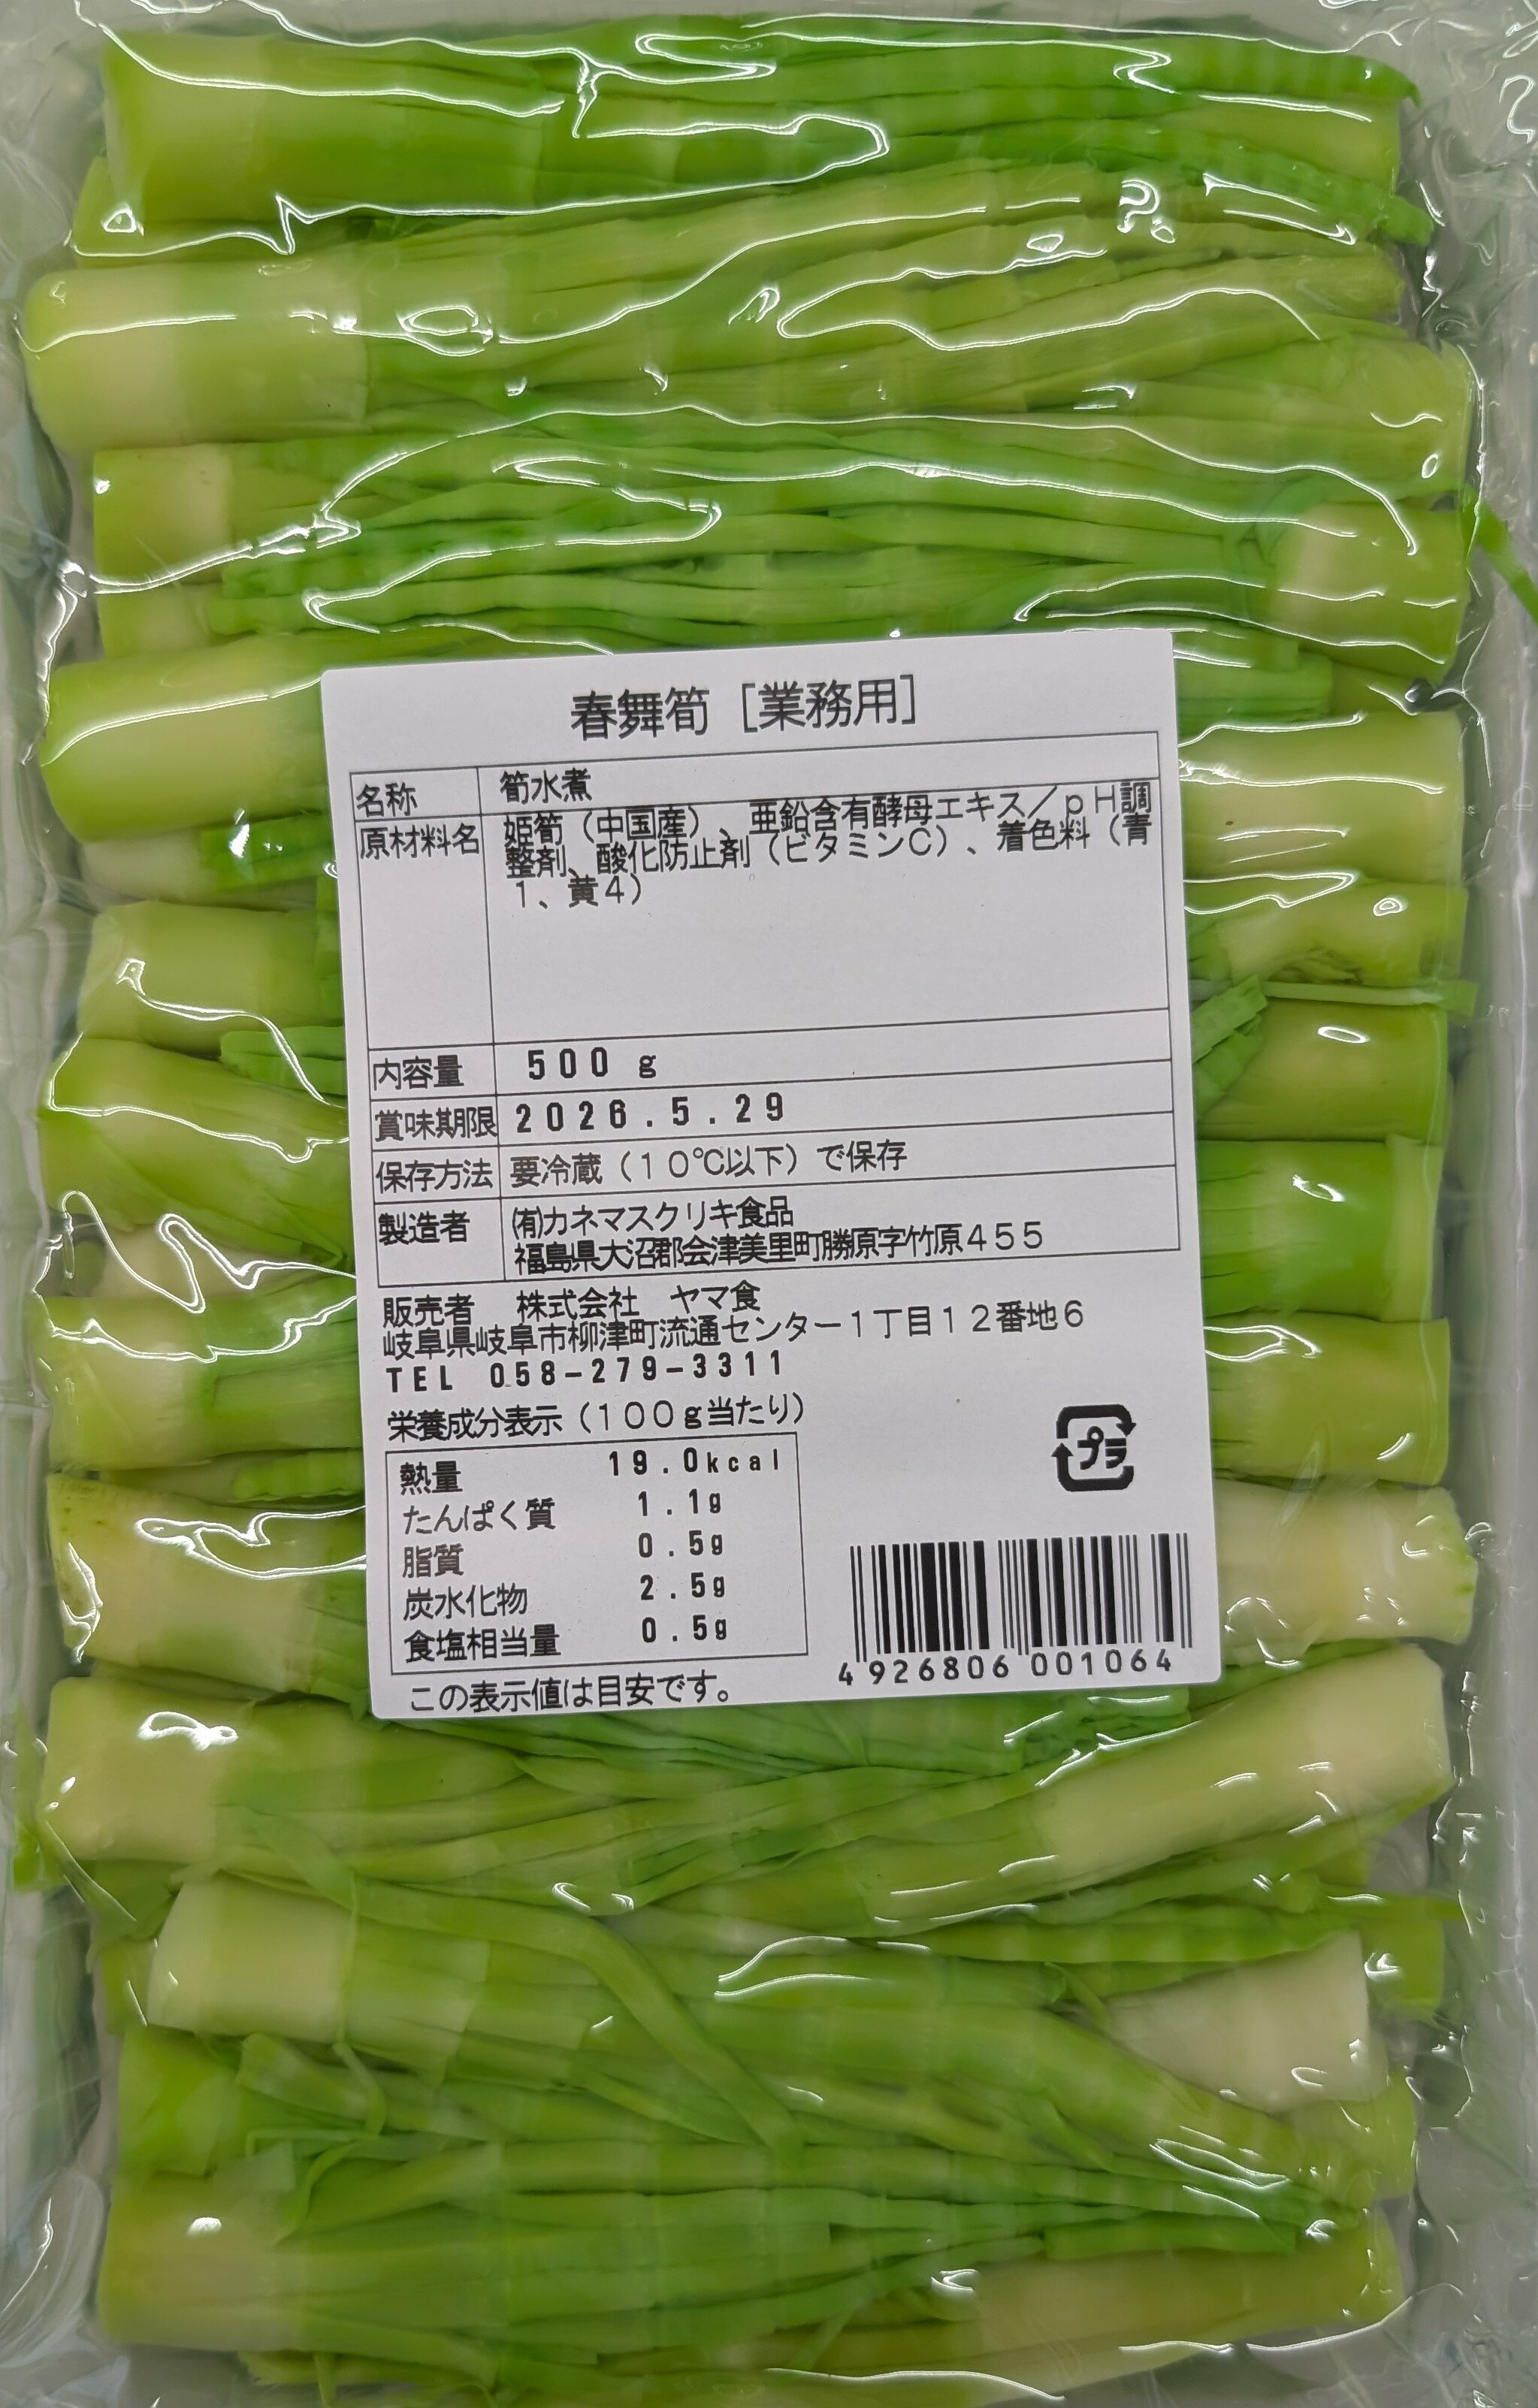 春舞筍［業務用］
名称 筍水煮
原材料名 姫筍（中国産）、亜鉛含有酵母エキス／ｐＨ調
整剤、酸化防止剤（ビタミンＣ）、着色料（青
１、黄４）
内容量 500 g
賞味期限 2026.5.29
保存方法 要冷蔵（１０℃以下）で保存
製造者 ㈲カネマスクリキ食品
福島県大沼郡会津美里町勝原字竹原４５５
販売者 株式会社 ヤマ食
岐阜県岐阜市柳津町流通センター１丁目１２番地６
TEL 058-279-3311
栄養成分表示（１００ｇ当たり）
熱量 19.0kcal
たんぱく質 1.1g
脂質 0.5g
炭水化物 2.5g
食塩相当量 0.5g
この表示値は目安です。
プラ
4926806001064